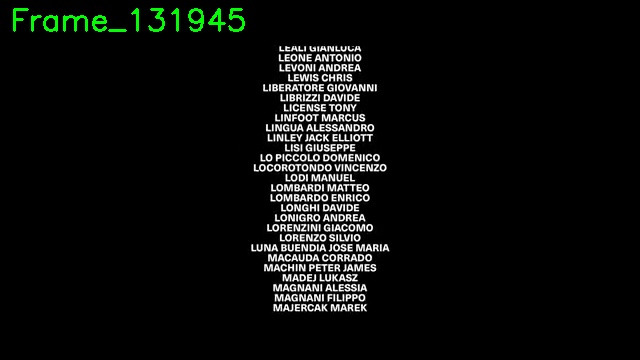 Frame_131945
LEALI GIANLUCA
LEONE ANTONIO
LEVONI ANDREA
LEWIS CHRIS
LIBERATORE GIOVANNI
LIBRIZZI DAVIDE
LICENSE TONY
LINFOOT MARCUS
LINGUA ALESSANDRO
LINLEY JACK ELLIOTT
LISI GIUSEPPE
LO PICCOLO DOMENICO
LOCOROTONDO VINCENZO
LODI MANUEL
LOMBARDI MATTEO
LOMBARDO ENRICO
LONGHI DAVIDE
LONIGRO ANDREA
LORENZINI GIACOMO
LORENZO SILVIO
LUNA BUENDIA JOSE MARIA
MACAUDA CORRADO
MACHIN PETER JAMES
MADEJ LUKASZ
MAGNANI ALESSIA
MAGNANI FILIPPO
MAJERCAK MAREK